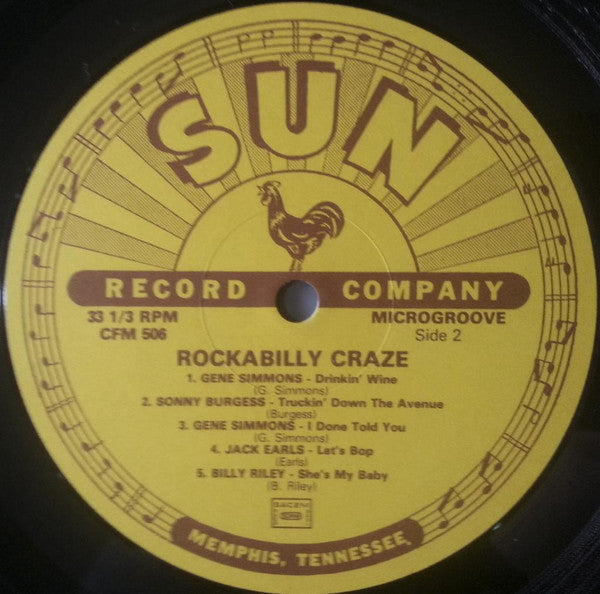 SUN
RECORD COMPANY
33 1/3 RPM MICROGROOVE
CFM 506 Side 2
ROCKABILLY CRAZE
1. GENE SIMMONS - Drinkin' Wine
(G. Simmons)
2. SONNY BURGESS - Truckin' Down The Avenue
(Burgess)
3. GENE SIMMONS - I Done Told You
(G. Simmons)
4. JACK EARLS - Let's Bop
(Earls)
5. BILLY RILEY - She's My Baby
(B. Riley)
SACEM
MEMPHIS, TENNESSEE